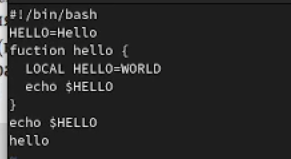 #!/bin/bash
HELLO=Hello
fuction hello {
  LOCAL HELLO=WORLD
  echo $HELLO
}
echo $HELLO
hello